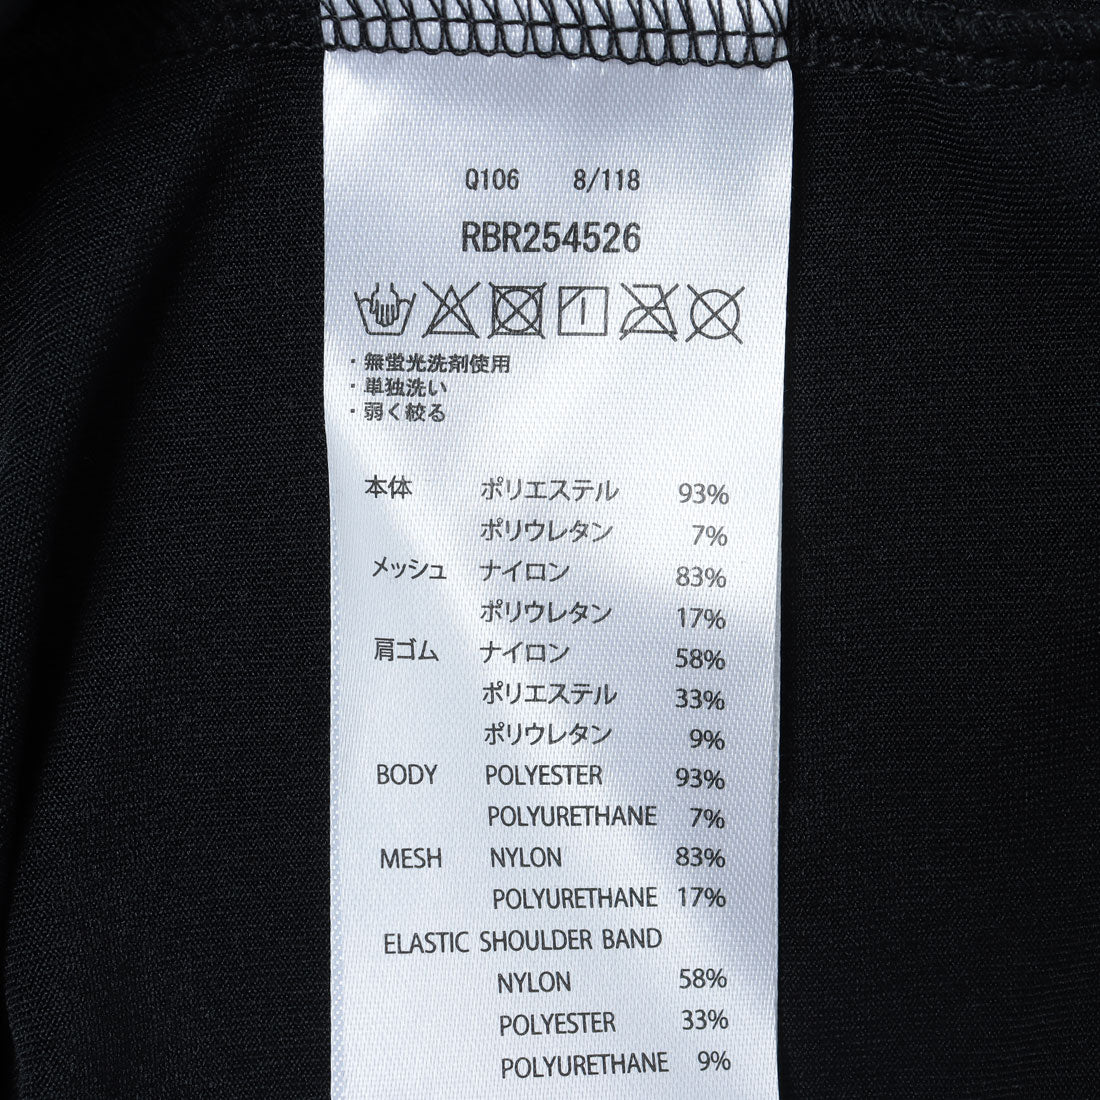 Q106 8/118
RBR254526
・無蛍光洗剤使用
・単独洗い
・弱く絞る
本体 ポリエステル 93%
ポリウレタン 7%
メッシュ ナイロン 83%
ポリウレタン 17%
肩ゴム ナイロン 58%
ポリエステル 33%
ポリウレタン 9%
BODY POLYESTER 93%
POLYURETHANE 7%
MESH NYLON 83%
POLYURETHANE 17%
ELASTIC SHOULDER BAND
NYLON 58%
POLYESTER 33%
POLYURETHANE 9%